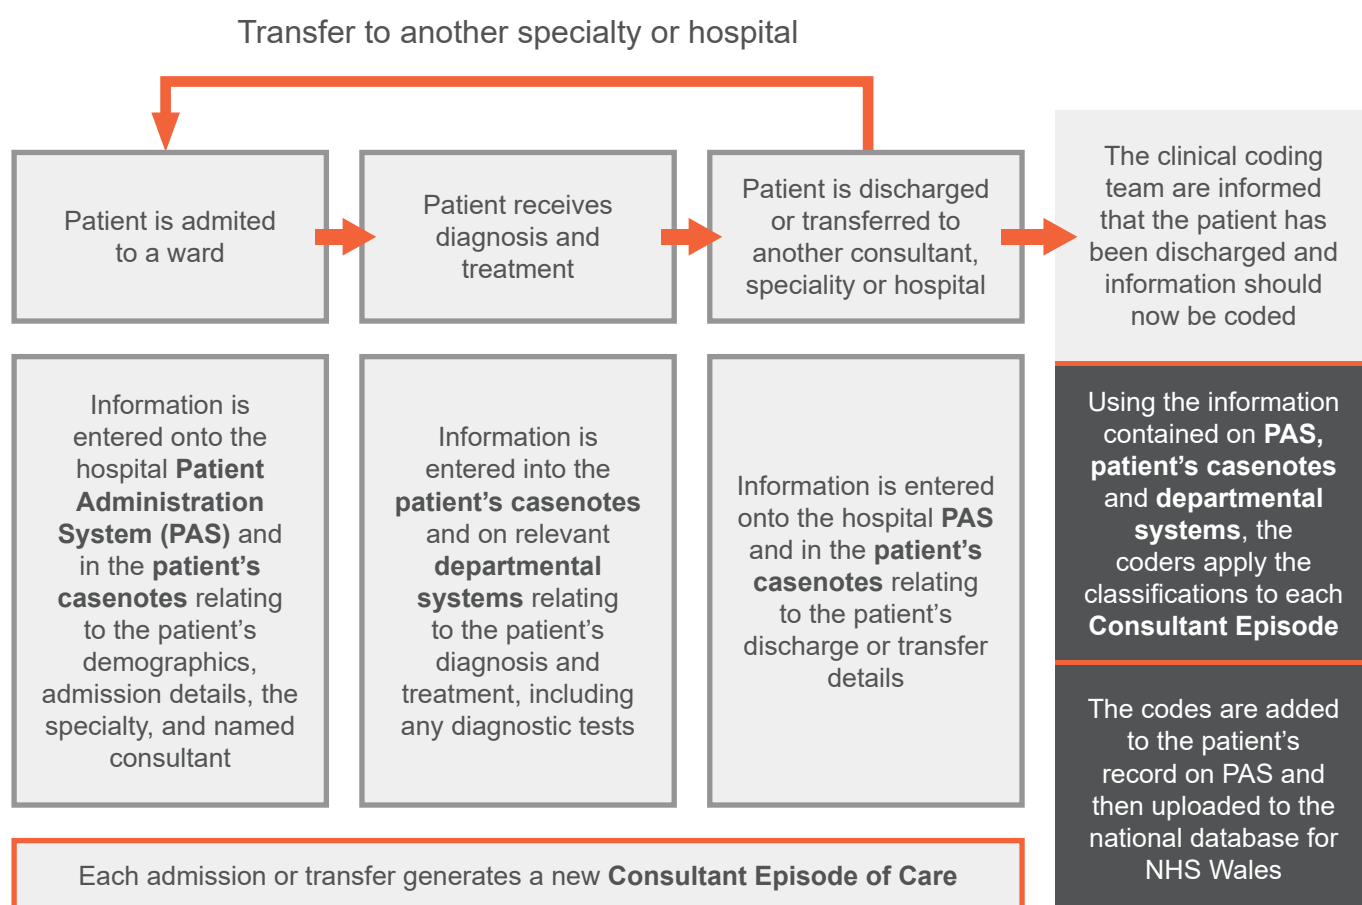 Transfer to another specialty or hospital
Patient is admited
to a ward
Patient receives
diagnosis and
treatment
Patient is discharged
or transferred to
another consultant,
speciality or hospital
The clinical coding
team are informed
that the patient has
been discharged and
information should
now be coded
Information is
entered onto the
hospital Patient
Administration
System (PAS) and
in the patient’s
casenotes relating
to the patient’s
demographics,
admission details, the
specialty, and named
consultant
Information is
entered into the
patient’s casenotes
and on relevant
departmental
systems relating
to the patient’s
diagnosis and
treatment, including
any diagnostic tests
Information is entered
onto the hospital PAS
and in the patient’s
casenotes relating
to the patient’s
discharge or transfer
details
Using the information
contained on PAS,
patient’s casenotes
and departmental
systems, the
coders apply the
classifications to each
Consultant Episode
The codes are added
to the patient’s
record on PAS and
then uploaded to the
national database for
NHS Wales
Each admission or transfer generates a new Consultant Episode of Care